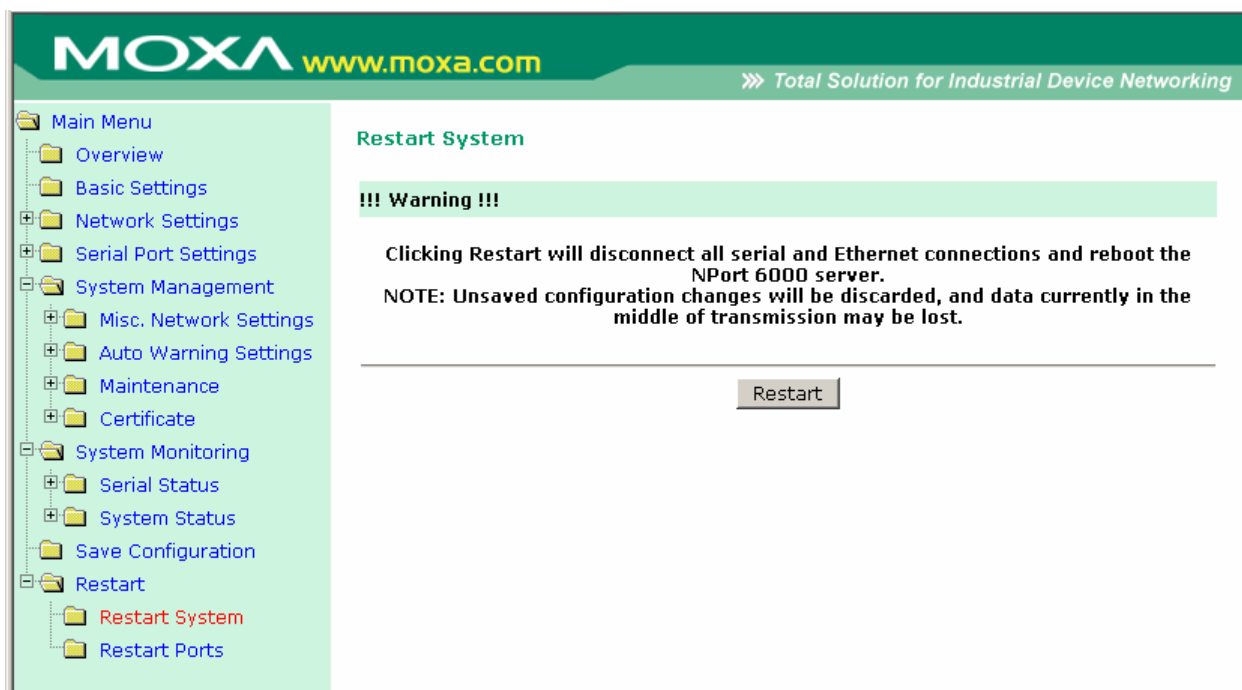 MOXA www.moxa.com
Total Solution for Industrial Device Networking
Main Menu
Overview
Basic Settings
Network Settings
Serial Port Settings
System Management
Misc. Network Settings
Auto Warning Settings
Maintenance
Certificate
System Monitoring
Serial Status
System Status
Save Configuration
Restart
Restart System
Restart Ports
Restart System
!!! Warning !!!
Clicking Restart will disconnect all serial and Ethernet connections and reboot the
NPort 6000 server.
NOTE: Unsaved configuration changes will be discarded, and data currently in the
middle of transmission may be lost.
Restart